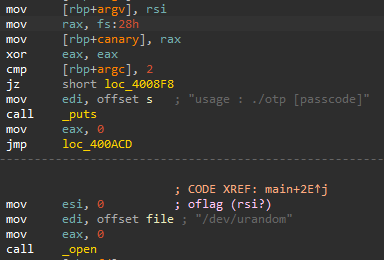 mov [rbp+argv], rsi
mov rax, fs:28h
mov [rbp+canary], rax
xor eax, eax
cmp [rbp+argc], 2
jz short loc_4008F8
mov edi, offset s ; "usage : ./otp [passcode]"
call _puts
mov eax, 0
jmp loc_400ACD
; CODE XREF: main+2E↑j
mov esi, 0 ; oflag (rsi?)
mov edi, offset file ; "/dev/urandom"
mov eax, 0
call _open